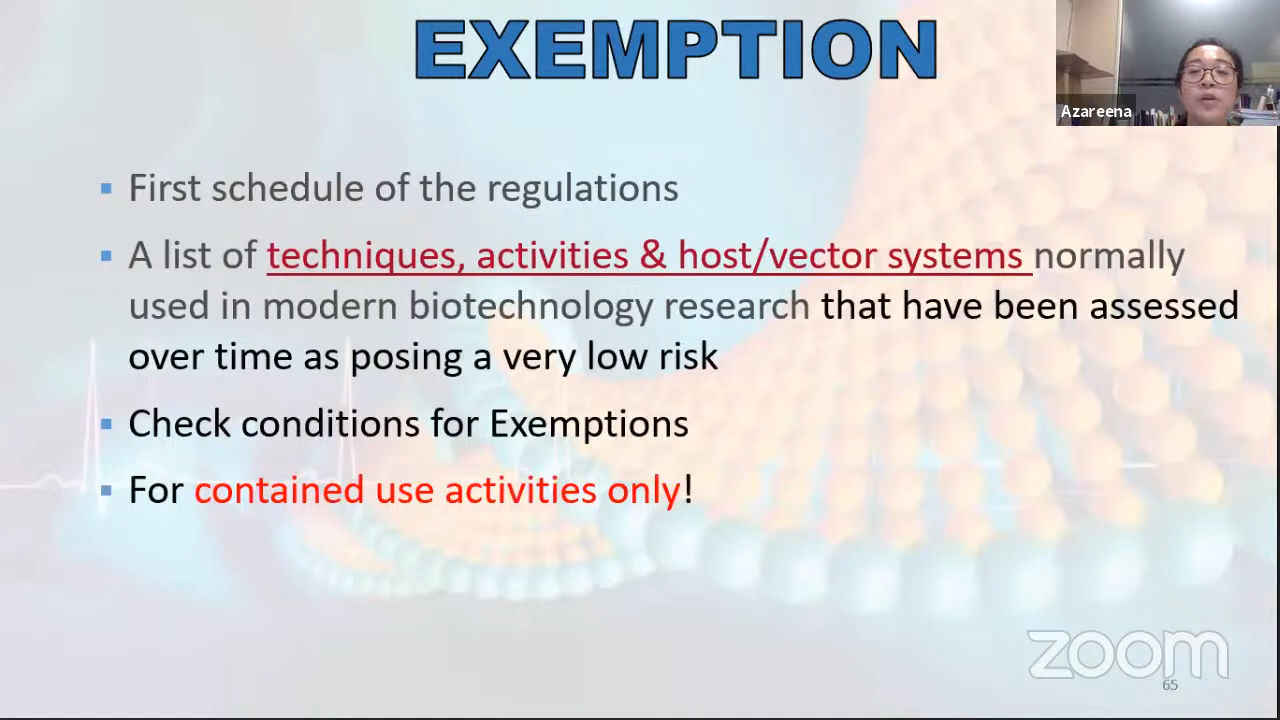 EXEMPTION
Azareena
▪ First schedule of the regulations
▪ A list of techniques, activities & host/vector systems normally
used in modern biotechnology research that have been assessed
over time as posing a very low risk
▪ Check conditions for Exemptions
▪ For contained use activities only!
zoom
65